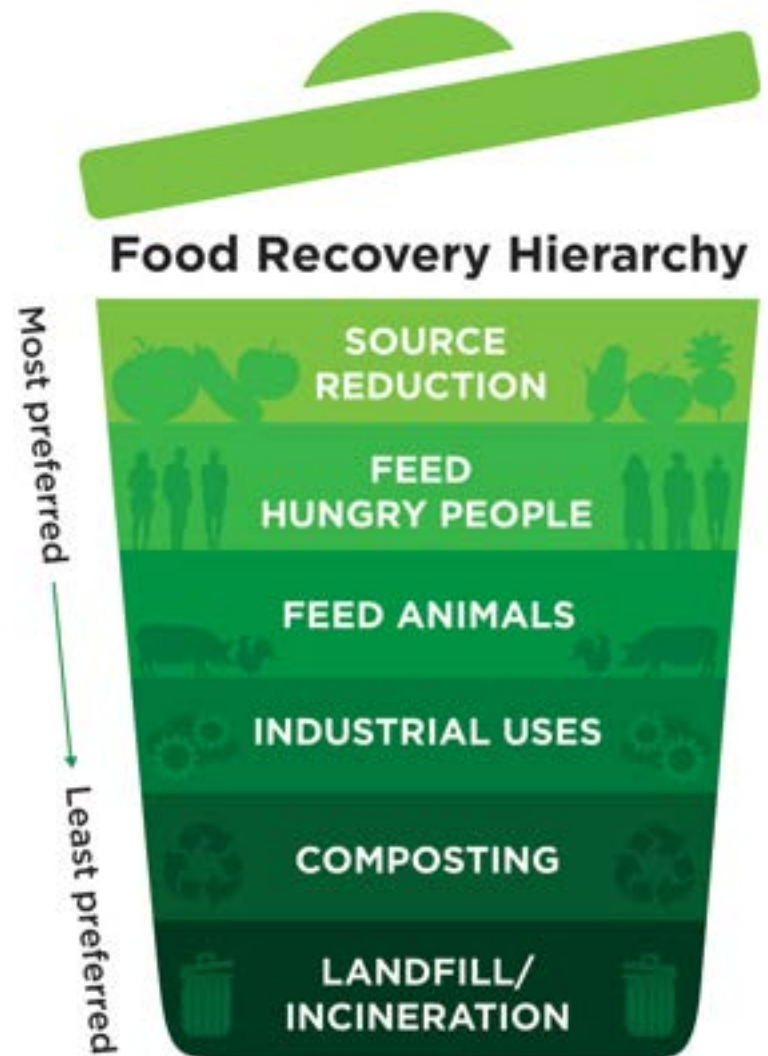 Food Recovery Hierarchy
Most preferred
Least preferred
SOURCE
REDUCTION
FEED
HUNGRY PEOPLE
FEED ANIMALS
INDUSTRIAL USES
COMPOSTING
LANDFILL/
INCINERATION